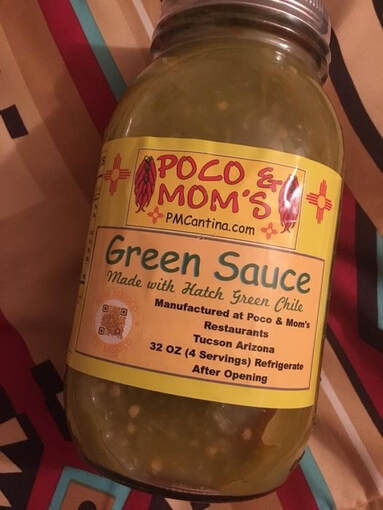 POCO &
MOM'S
PMCantina.com
Green Sauce
Made with Hatch Green Chile
Manufactured at Poco & Mom's
Restaurants
Tucson Arizona
32 OZ (4 Servings) Refrigerate
After Opening